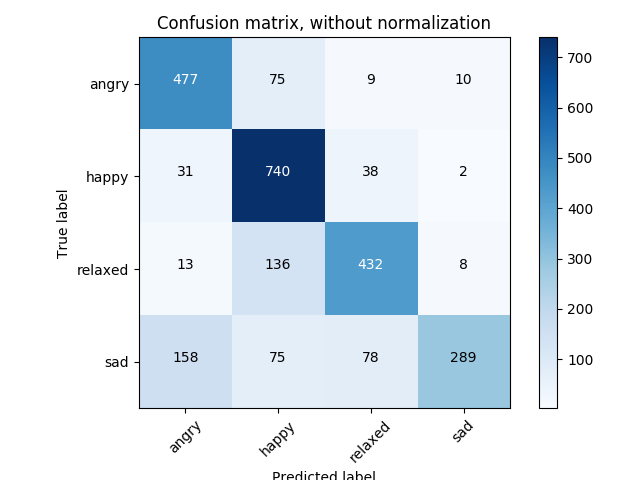 Confusion matrix, without normalization
angry 477 75 9 10
happy 31 740 38 2
relaxed 13 136 432 8
sad 158 75 78 289
angry happy relaxed sad
True label
Predicted label
700
600
500
400
300
200
100